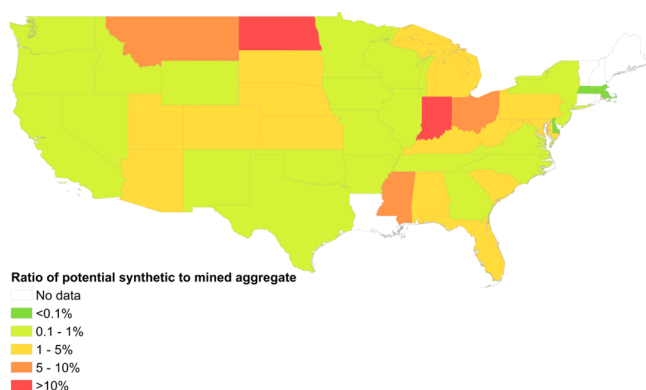 Ratio of potential synthetic to mined aggregate
No data
<0.1%
0.1 - 1%
1 - 5%
5 - 10%
>10%